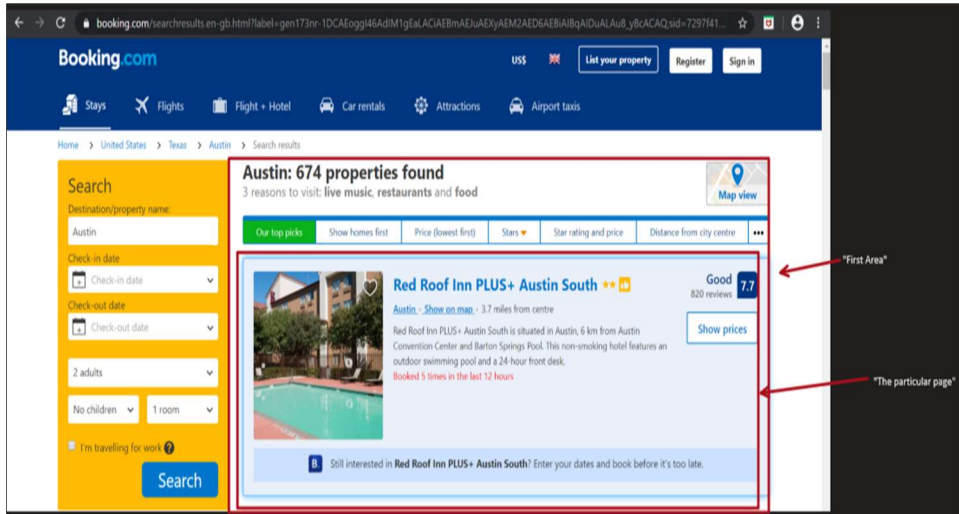 booking.com/searchresults.en-gb.html?label=gen173
Booking.com
US$
List your property
Register
Sign in
Stays
Flights
Flight + Hotel
Car rentals
Attractions
Airport taxis
Home > United States > Texas > Austin > Search results
Search
Destination/property name:
Austin
Check-in date
Check-in date
Check-out date
Check-out date
2 adults
No children
1 room
I'm travelling for work ?
Search
Austin: 674 properties found
3 reasons to visit: live music, restaurants and food
Map view
Our top picks
Show homes first
Price (lowest first)
Stars
Star rating and price
Distance from city centre
•••
Red Roof Inn PLUS+ Austin South
Austin - Show on map - 3.7 miles from centre
Red Roof Inn PLUS+ Austin South is situated in Austin, 6 km from Austin
Convention Center and Barton Springs Pool. This non-smoking hotel features an
outdoor swimming pool and a 24-hour front desk.
Booked 5 times in the last 12 hours
Good
820 reviews
7.7
Show prices
B. Still interested in Red Roof Inn PLUS+ Austin South? Enter your dates and book before it's too late.
"First Area"
"The particular page"